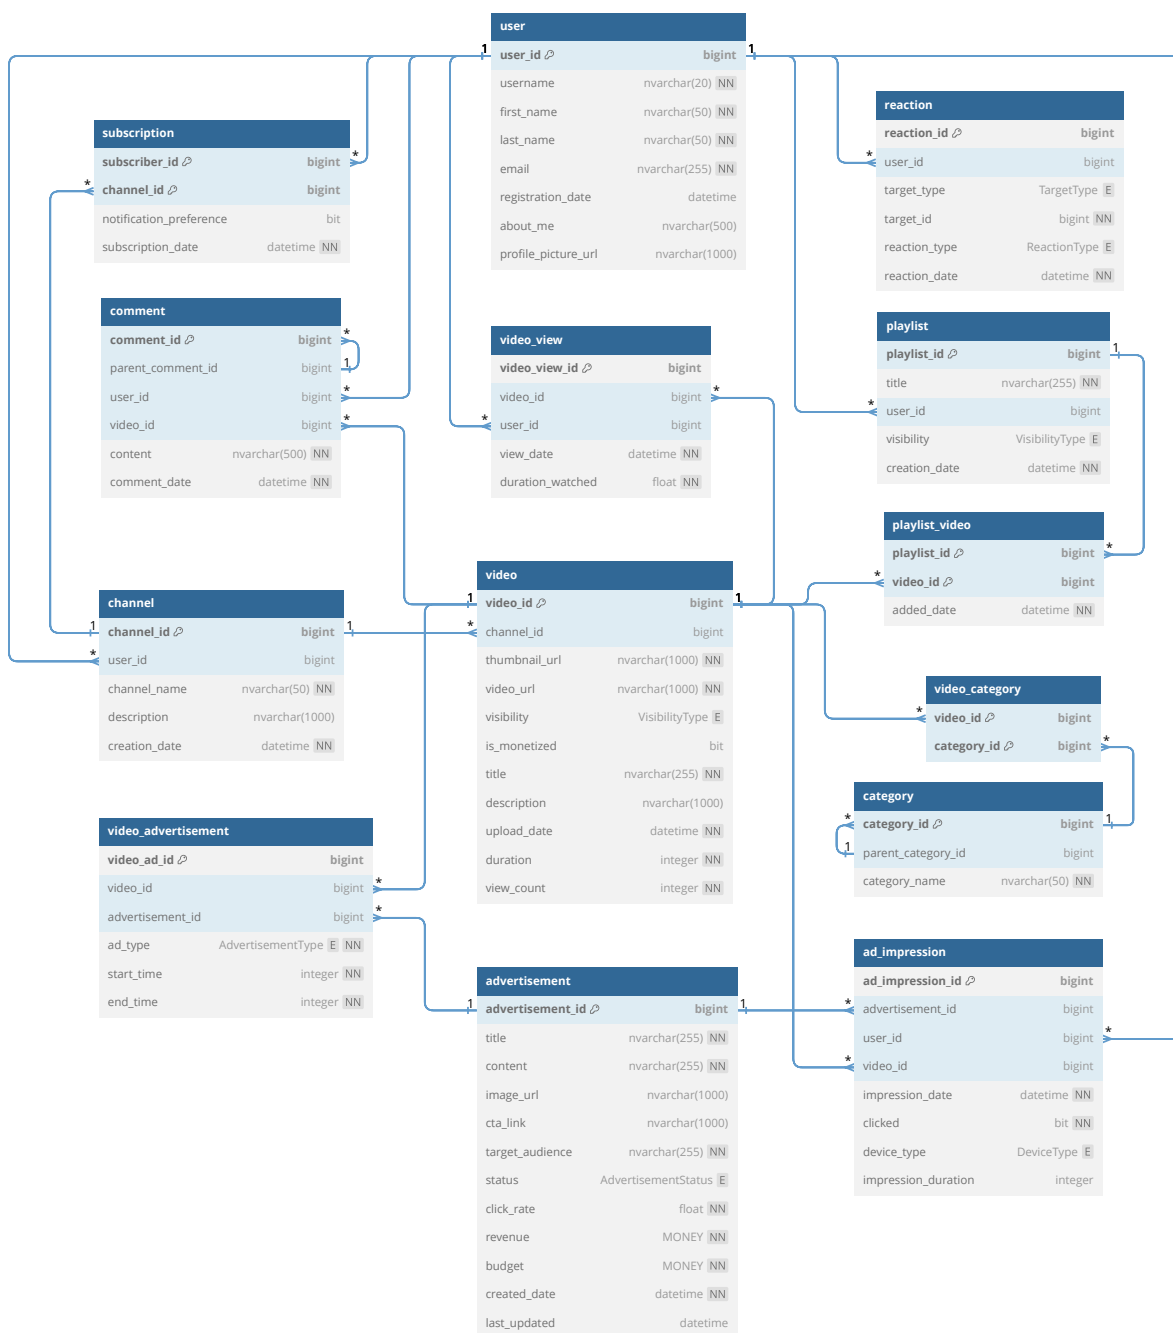 user
user_id bigint
username nvarchar(20) NN
first_name nvarchar(50) NN
last_name nvarchar(50) NN
email nvarchar(255) NN
registration_date datetime
about_me nvarchar(500)
profile_picture_url nvarchar(1000)
1
1
reaction
reaction_id bigint
* user_id bigint
target_type TargetType E
target_id bigint NN
reaction_type ReactionType E
reaction_date datetime NN
subscription
subscriber_id bigint *
* channel_id bigint
notification_preference bit
subscription_date datetime NN
comment
comment_id bigint *
parent_comment_id bigint 1
user_id bigint *
video_id bigint *
content nvarchar(500) NN
comment_date datetime NN
video_view
video_view_id bigint
video_id bigint *
* user_id bigint
view_date datetime NN
duration_watched float NN
playlist
playlist_id bigint 1
title nvarchar(255) NN
* user_id bigint
visibility VisibilityType E
creation_date datetime NN
playlist_video
playlist_id bigint *
* video_id bigint
added_date datetime NN
channel
1 channel_id bigint 1
* user_id bigint
channel_name nvarchar(50) NN
description nvarchar(1000)
creation_date datetime NN
video
1 video_id bigint 1
* channel_id bigint
thumbnail_url nvarchar(1000) NN
video_url nvarchar(1000) NN
visibility VisibilityType E
is_monetized bit
title nvarchar(255) NN
description nvarchar(1000)
upload_date datetime NN
duration integer NN
view_count integer NN
video_category
* video_id bigint
category_id bigint *
category
* category_id bigint 1
1 parent_category_id bigint
category_name nvarchar(50) NN
video_advertisement
video_ad_id bigint
video_id bigint *
advertisement_id bigint *
ad_type AdvertisementType E NN
start_time integer NN
end_time integer NN
advertisement
1 advertisement_id bigint 1
title nvarchar(255) NN
content nvarchar(255) NN
image_url nvarchar(1000)
cta_link nvarchar(1000)
target_audience nvarchar(255) NN
status AdvertisementStatus E
click_rate float NN
revenue MONEY NN
budget MONEY NN
created_date datetime NN
last_updated datetime
ad_impression
ad_impression_id bigint
* advertisement_id bigint
user_id bigint *
* video_id bigint
impression_date datetime NN
clicked bit NN
device_type DeviceType E
impression_duration integer